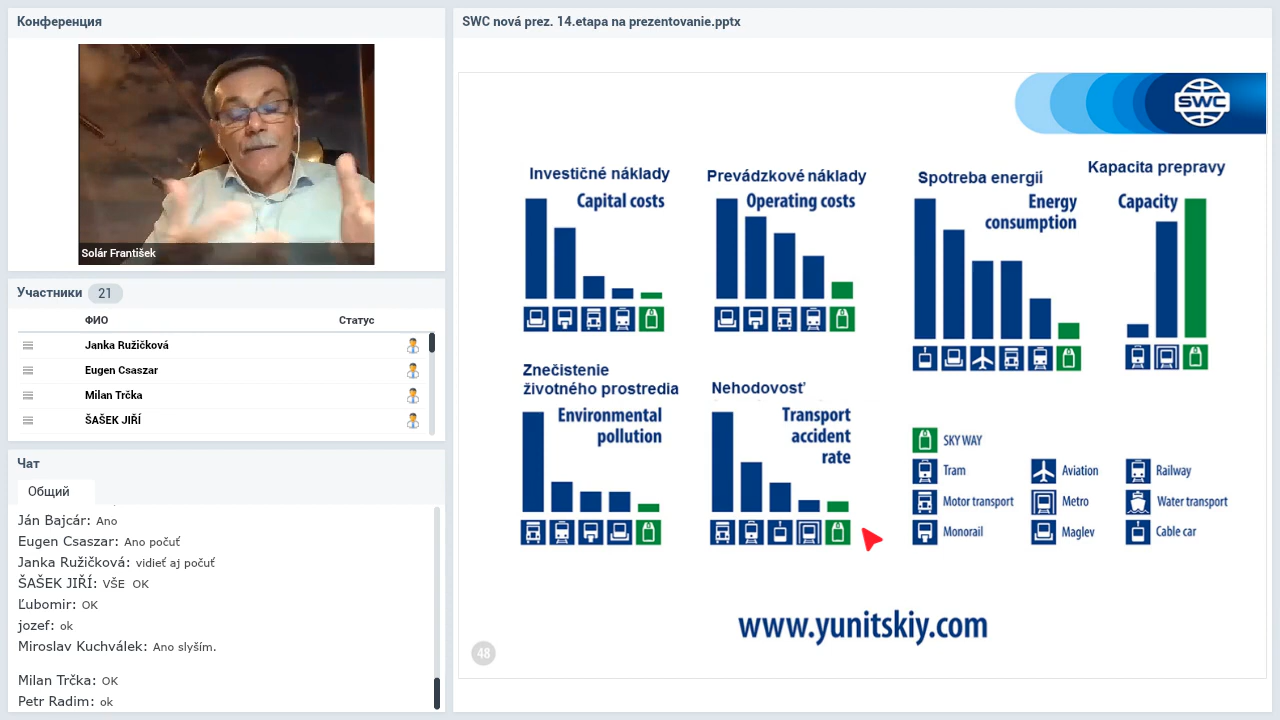 Конференция
Solár František
Участники 21
ФИО Статус
Janka Ružičková
Eugen Csaszar
Milan Trčka
ŠAŠEK JIŘÍ
Чат
Общий
Ján Bajcár: Ano
Eugen Csaszar: Ano počuť
Janka Ružičková: vidieť aj počuť
ŠAŠEK JIŘÍ: VŠE OK
Ľubomir: OK
jozef: ok
Miroslav Kuchválek: Ano slyším.
Milan Trčka: OK
Petr Radim: ok
SWC nová prez. 14.etapa na prezentovanie.pptx
SWC
Investičné náklady
Capital costs
Prevádzkové náklady
Operating costs
Spotreba energií
Energy
consumption
Kapacita prepravy
Capacity
Znečistenie
životného prostredia
Environmental
pollution
Nehodovosť
Transport
accident
rate
SKY WAY
Tram
Aviation
Railway
Motor transport
Metro
Water transport
Monorail
Maglev
Cable car
www.yunitskiy.com
48